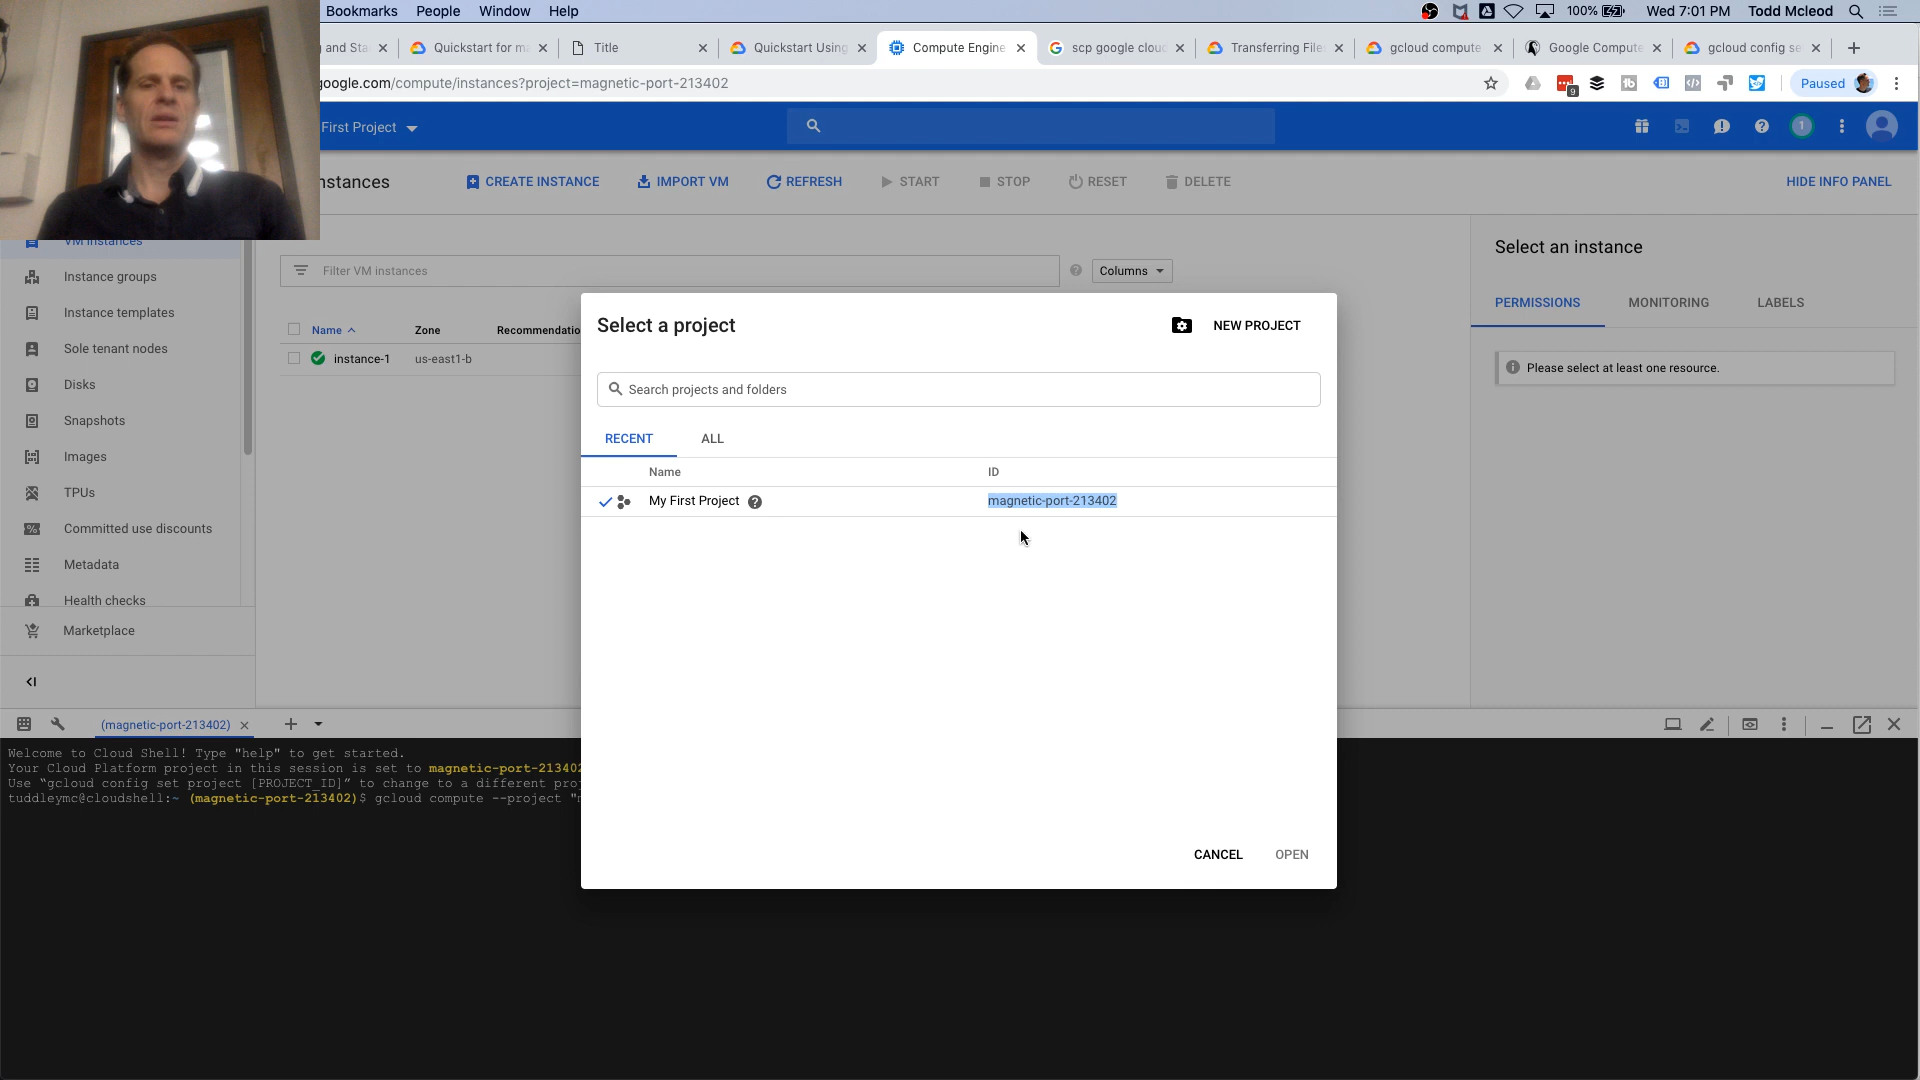 Bookmarks People Window Help 100% Wed 7:01 PM Todd Mcleod
and Sta Quickstart for ma Title Quickstart Using Compute Engine scp google cloud Transferring Files gcloud compute Google Compute gcloud config se
google.com/compute/instances?project=magnetic-port-213402 9 Paused
First Project 1
nstances CREATE INSTANCE IMPORT VM REFRESH START STOP RESET DELETE HIDE INFO PANEL
VM instances
Instance groups
Instance templates
Sole tenant nodes
Disks
Snapshots
Images
TPUs
Committed use discounts
Metadata
Health checks
Marketplace
Filter VM instances Columns
Name Zone Recommendatio
instance-1 us-east1-b
Select an instance
PERMISSIONS MONITORING LABELS
Please select at least one resource.
Select a project NEW PROJECT
Search projects and folders
RECENT ALL
Name ID
My First Project magnetic-port-213402
CANCEL OPEN
(magnetic-port-213402)
Welcome to Cloud Shell! Type "help" to get started.
Your Cloud Platform project in this session is set to magnetic-port-213402
Use “gcloud config set project [PROJECT_ID]” to change to a different proj
tuddleymc@cloudshell:~ (magnetic-port-213402)$ gcloud compute --project "m